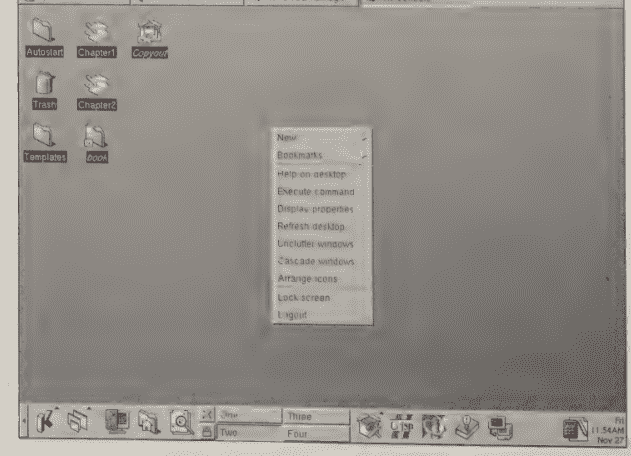 Autostart
Chapter1
Copyout
Trash
Chapter2
Templates
book
New
Bookmarks
Help on desktop
Execute command
Display properties
Refresh desktop
Unclutter windows
Cascade windows
Arrange icons
Lock screen
Logout
One
Three
Two
Four
Fri
11:54AM
Nov 27